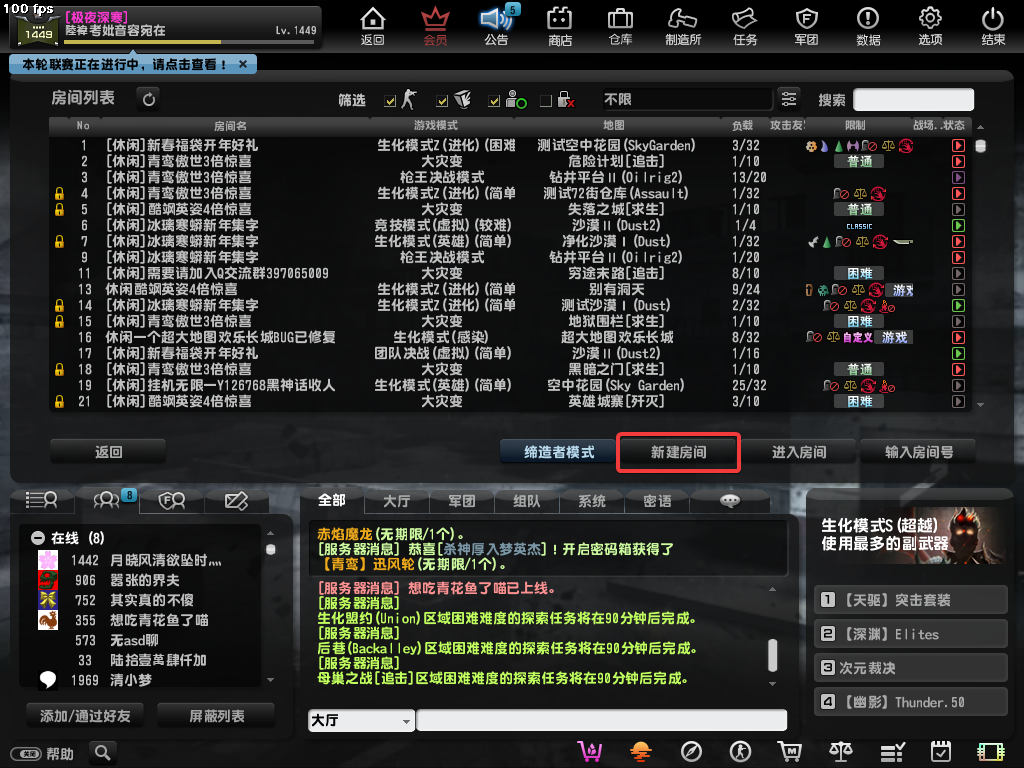 100 fps
[极夜深寒]
陸褘者妣音容宛在
1449
Lv. 1449
返回 会员 公告 5 商店 仓库 制造所 任务 军团 数据 选项 结束
本轮联赛正在进行中，请点击查看！ ×
房间列表 筛选 不限 搜索
No 房间名 游戏模式 地图 负载 攻击友 限制 战场.. 状态
1 [休闲]新春福袋开年好礼 生化模式Z(进化)(困难 测试空中花园(SkyGarden) 3/32
2 [休闲]青鸾傲世3倍惊喜 大灾变 危险计划[追击] 1/10 普通
3 [休闲]青鸾傲世3倍惊喜 枪王决战模式 钻井平台Ⅱ(Oilrig2) 13/20
4 [休闲]青鸾傲世3倍惊喜 生化模式Z(进化)(简单 测试72街仓库(Assault) 1/32
5 [休闲]酷飒英姿4倍惊喜 大灾变 失落之城[求生] 1/10 普通
6 [休闲]冰璃寒蟒新年集字 竞技模式(虚拟)(较难) 沙漠Ⅱ(Dust2) 1/4 CLASSIC
7 [休闲]冰璃寒蟒新年集字 生化模式(英雄)(简单) 净化沙漠Ⅰ(Dust) 1/32
9 [休闲]冰璃寒蟒新年集字 枪王决战模式 钻井平台Ⅱ(Oilrig2) 1/20
11 [休闲]需要请加入Q交流群397065009 大灾变 穷途末路[追击] 8/10 困难
13 休闲酷飒英姿4倍惊喜 生化模式Z(进化)(简单 别有洞天 9/24 游戏
14 [休闲]冰璃寒蟒新年集字 生化模式Z(进化)(简单 测试沙漠Ⅰ(Dust) 2/32
15 [休闲]青鸾傲世3倍惊喜 大灾变 地狱围栏[求生] 1/10 困难
16 休闲一个超大地图欢乐长城BUG已修复 生化模式(感染) 超大地图欢乐长城 8/32 自定义 游戏
17 [休闲]新春福袋开年好礼 团队决战(虚拟)(简单) 沙漠Ⅱ(Dust2) 1/16
18 [休闲]青鸾傲世3倍惊喜 大灾变 黑暗之门[求生] 1/10 普通
19 [休闲]挂机无限一Y126768黑神话收人 生化模式(英雄)(简单) 空中花园(Sky Garden) 25/32
21 [休闲]酷飒英姿4倍惊喜 大灾变 英雄城寨[歼灭] 3/10 困难
返回 缔造者模式 新建房间 进入房间 输入房间号
8
全部 大厅 军团 组队 系统 密语
在线 (8)
1442 月晓风清欲坠时灬
906 嚣张的界夫
752 其实真的不傻
355 想吃青花鱼了喵
573 无asd聊
33 陆拾壹萬肆仟加
1969 清小梦
添加/通过好友 屏蔽列表
赤焰魔龙(无期限/1个)。
[服务器消息] 恭喜[杀神厚入梦英杰]！开启密码箱获得了
【青鸾】迅风轮(无期限/1个)。
[服务器消息] 想吃青花鱼了喵已上线。
[服务器消息]
生化盟约(Union)区域困难难度的探索任务将在90分钟后完成。
[服务器消息]
后巷(Backalley)区域困难难度的探索任务将在90分钟后完成。
[服务器消息]
母巢之战[追击]区域困难难度的探索任务将在90分钟后完成。
大厅
生化模式S(超越)
使用最多的副武器
1 【天驱】突击套装
2 【深渊】Elites
3 次元裁决
4 【幽影】Thunder.50
帮助